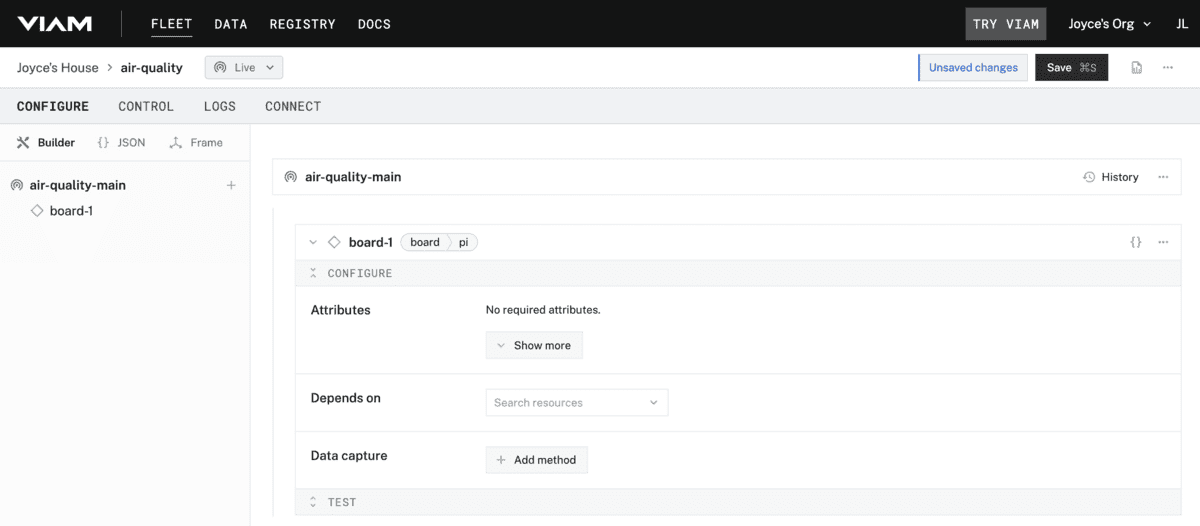 VIAM FLEET DATA REGISTRY DOCS TRY VIAM Joyce's Org JL
Joyce's House > air-quality Live Unsaved changes Save ⌘S
CONFIGURE CONTROL LOGS CONNECT
Builder {} JSON Frame
air-quality-main
board-1
air-quality-main History
board-1 board pi {}
CONFIGURE
Attributes No required attributes.
Show more
Depends on Search resources
Data capture Add method
TEST